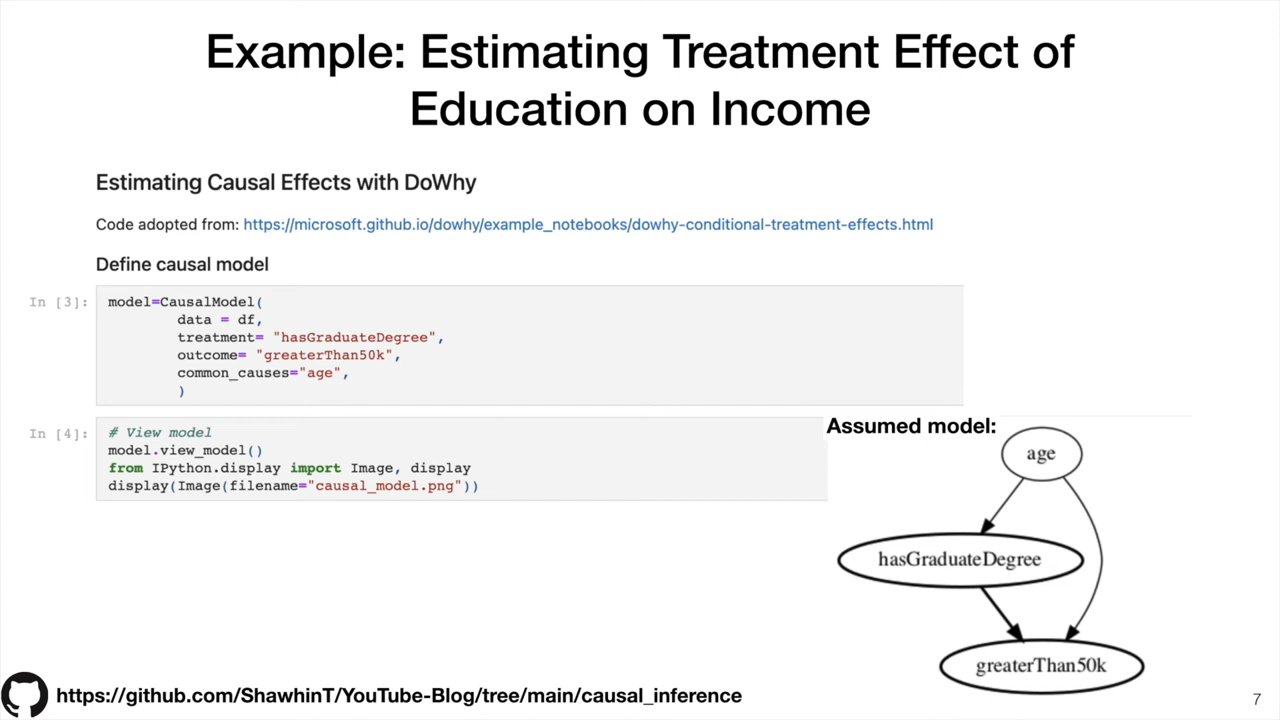 Example: Estimating Treatment Effect of
Education on Income
Estimating Causal Effects with DoWhy
Code adopted from: https://microsoft.github.io/dowhy/example_notebooks/dowhy-conditional-treatment-effects.html
Define causal model
In [3]: model=CausalModel(
data = df,
treatment= "hasGraduateDegree",
outcome= "greaterThan50k",
common_causes="age",
)
In [4]: # View model
model.view_model()
from IPython.display import Image, display
display(Image(filename="causal_model.png"))
Assumed model:
age
hasGraduateDegree
greaterThan50k
https://github.com/ShawhinT/YouTube-Blog/tree/main/causal_inference
7